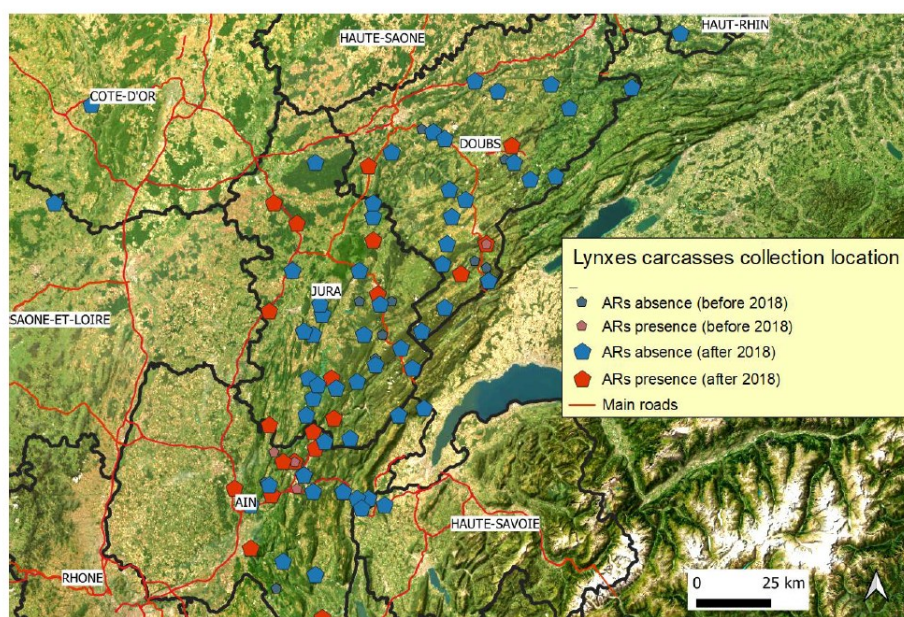 HAUT-RHIN
HAUTE-SAONE
COTE-D'OR
DOUBS
Lynxes carcasses collection location
ARs absence (before 2018)
JURA
SAONE-ET-LOIRE
ARs presence (before 2018)
ARs absence (after 2018)
ARs presence (after 2018)
Main roads
AIN
HAUTE-SAVOIE
RHONE
0 25 km